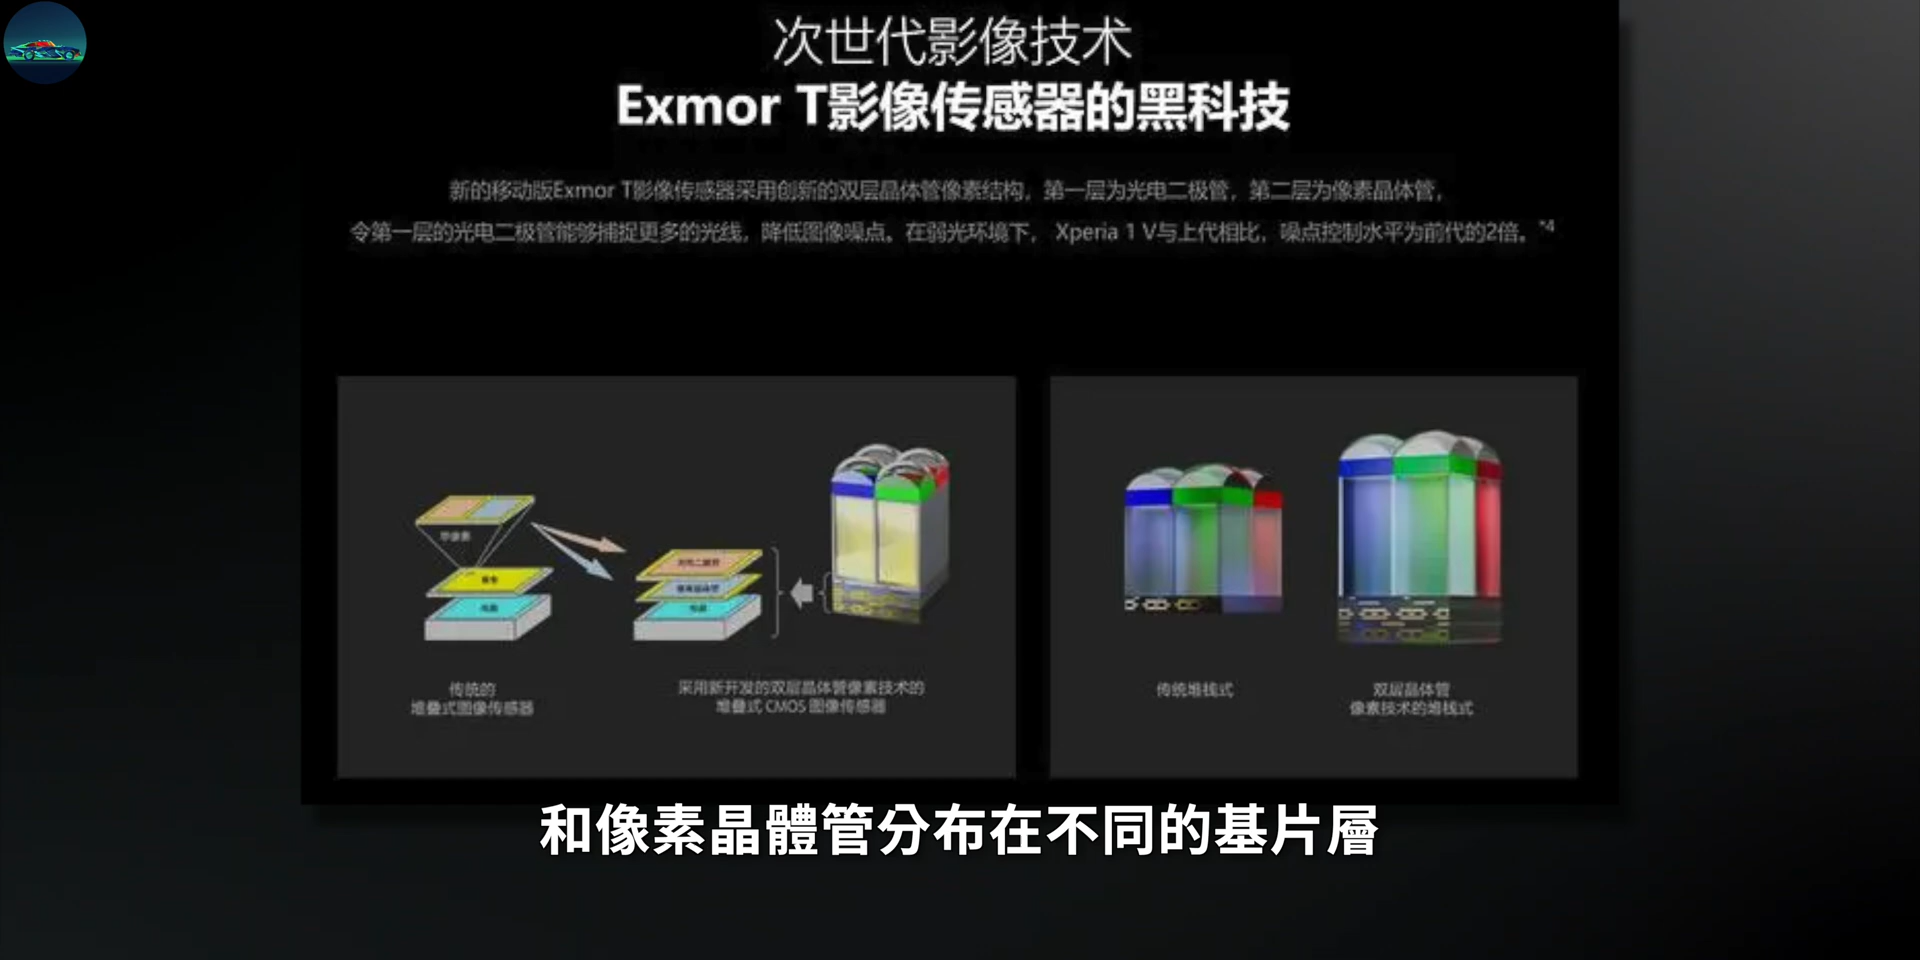 次世代影像技术
Exmor T影像传感器的黑科技
新的移动版Exmor T影像传感器采用创新的双层晶体管像素结构，第一层为光电二极管，第二层为像素晶体管，
令第一层的光电二极管能够捕捉更多的光线，降低图像噪点。在弱光环境下， Xperia 1 V与上代相比，噪点控制水平为前代的2倍。*4
传统的
堆叠式图像传感器
采用新开发的双层晶体管像素技术的
堆叠式 CMOS 图像传感器
传统堆栈式
双层晶体管
像素技术的堆栈式
和像素晶體管分布在不同的基片層